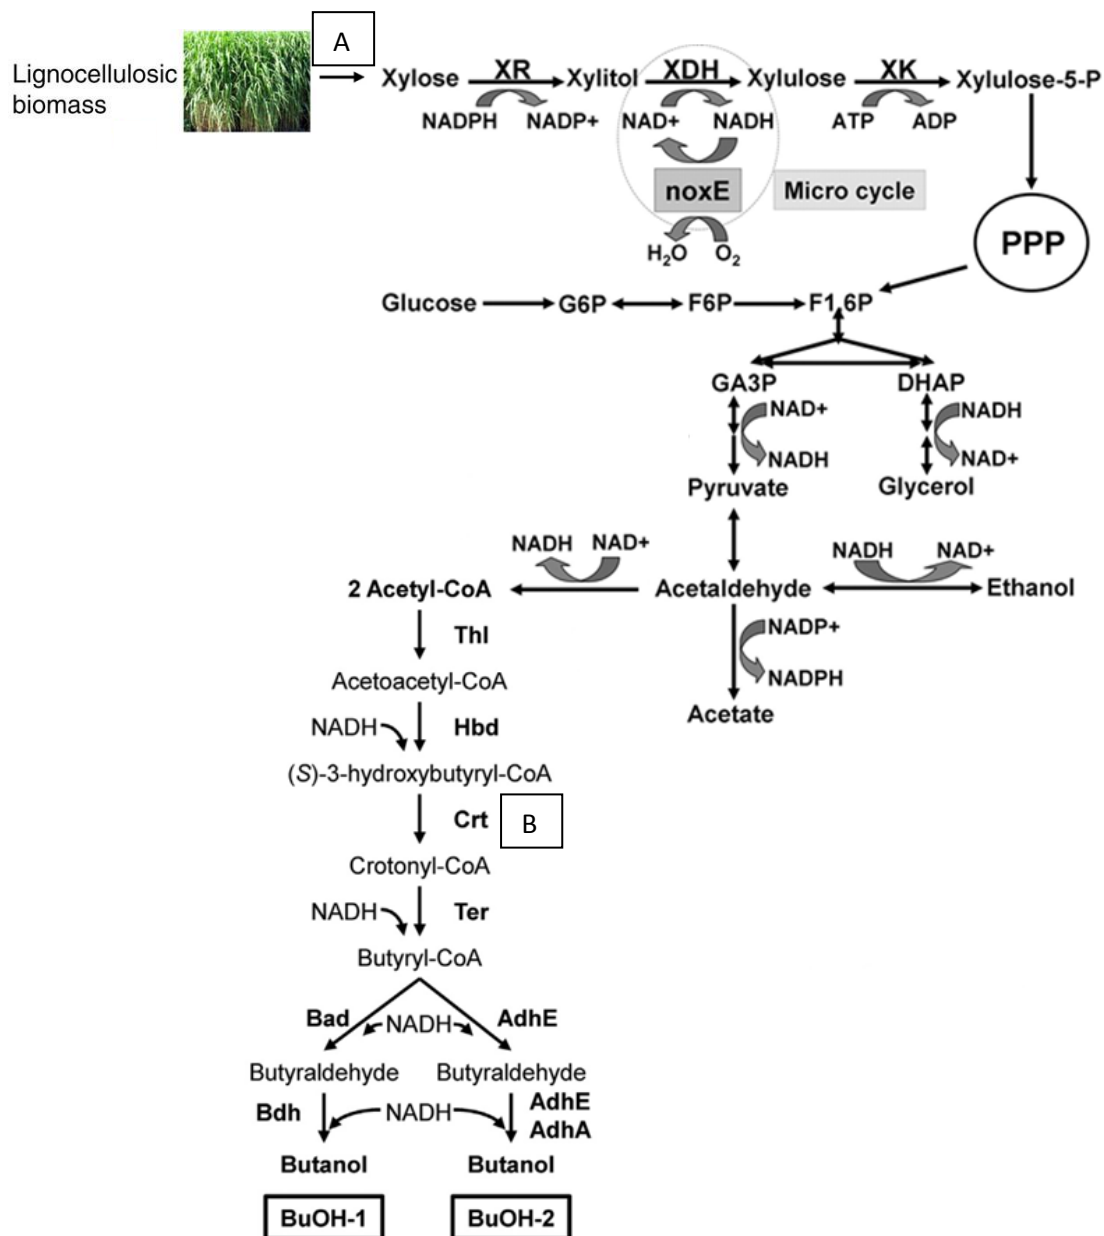 A
Lignocellulosic
biomass
Xylose XR Xylitol XDH Xylulose XK Xylulose-5-P
NADPH NADP+ NAD+ NADH ATP ADP
noxE Micro cycle
H2O O2
PPP
Glucose G6P F6P F1,6P
GA3P DHAP
NAD+ NADH
NADH NAD+
Pyruvate Glycerol
NADH NAD+ NADH NAD+
2 Acetyl-CoA Acetaldehyde Ethanol
Thl NADP+
Acetoacetyl-CoA NADPH
Acetate
NADH Hbd
(S)-3-hydroxybutyryl-CoA
Crt B
Crotonyl-CoA
NADH Ter
Butyryl-CoA
Bad NADH AdhE
Butyraldehyde Butyraldehyde
Bdh NADH AdhE
AdhA
Butanol Butanol
BuOH-1 BuOH-2